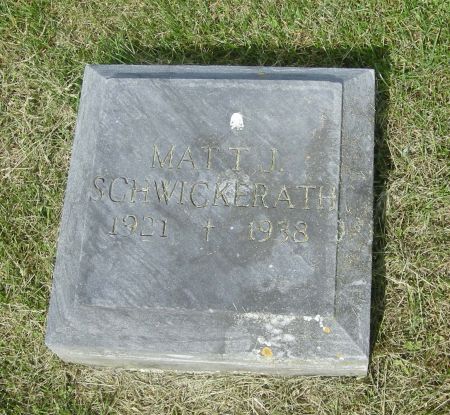 MATT J.
SCHWICKERATH
1921 † 1938